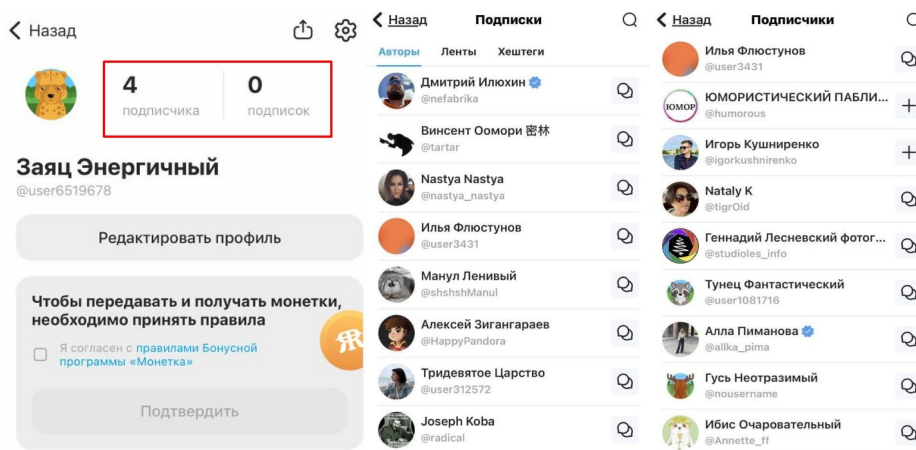 Назад
4
подписчика
0
подписок
Заяц Энергичный
@user6519678
Редактировать профиль
Чтобы передавать и получать монетки,
необходимо принять правила
Я согласен с правилами Бонусной
программы «Монетка»
Подтвердить
Назад
Подписки
Авторы
Ленты
Хештеги
Дмитрий Илюхин
@nefabrika
Винсент Оомори 密林
@tartar
Nastya Nastya
@nastya_nastya
Илья Флюстунов
@user3431
Манул Ленивый
@shshshManul
Алексей Зигангараев
@HappyPandora
Тридевятое Царство
@user312572
Joseph Koba
@radical
Назад
Подписчики
Илья Флюстунов
@user3431
ЮМОР
ЮМОРИСТИЧЕСКИЙ ПАБЛИ...
@humorous
Игорь Кушниренко
@igorkushnirenko
Nataly K
@tigrOid
Геннадий Лесневский фотог...
@studioles_info
Тунец Фантастический
@user1081716
Алла Пиманова
@allka_pima
Гусь Неотразимый
@nousername
Ибис Очаровательный
@Annette_ff